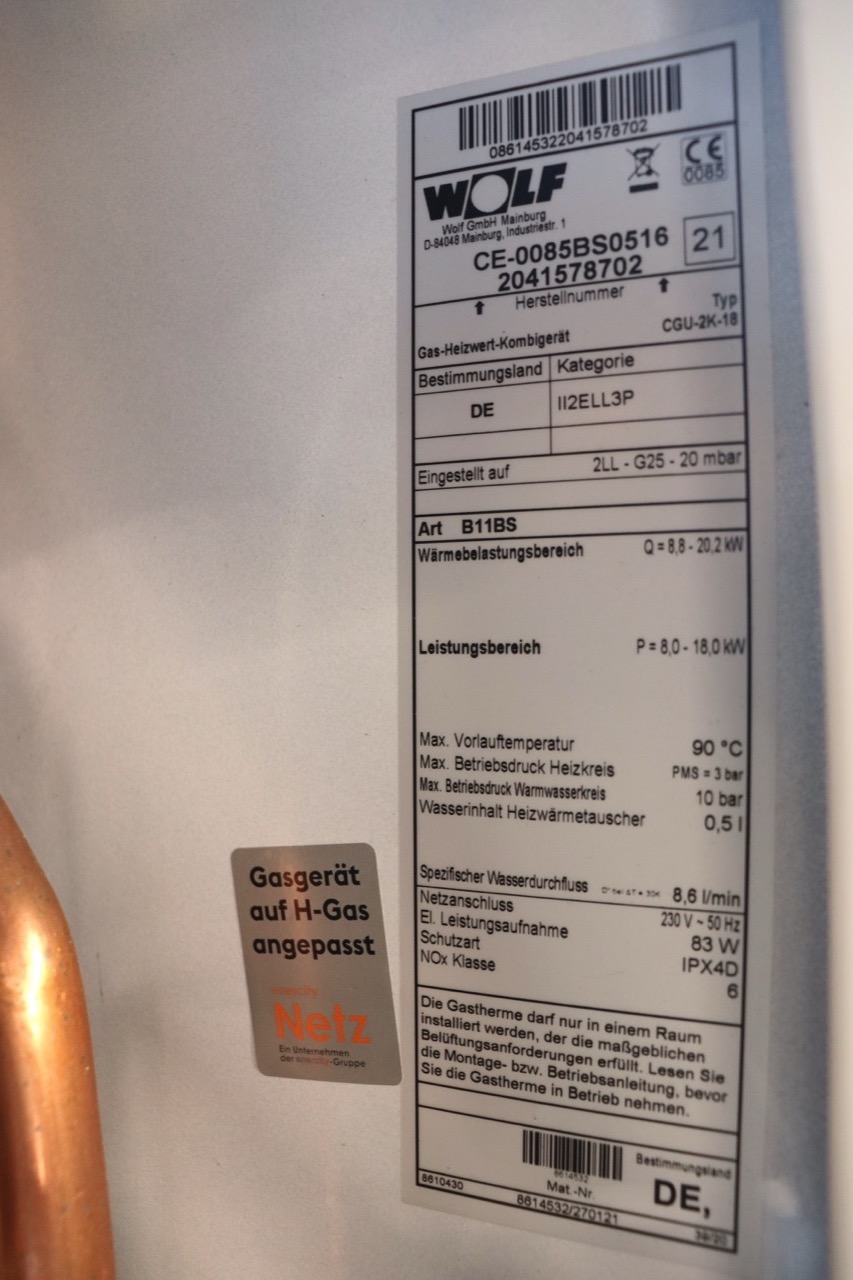 086145322041578702
WOLF
CE
0085
Wolf GmbH Mainburg
D-84048 Mainburg, Industriestr. 1
CE-0085BS0516
21
2041578702
Herstellnummer
Typ
Gas-Heizwert-Kombigerät CGU-2K-18
Bestimmungsland Kategorie
DE II2ELL3P
Eingestellt auf 2LL - G25 - 20 mbar
Art B11BS
Wärmebelastungsbereich Q = 8,8 - 20,2 kW
Leistungsbereich P = 8,0 - 18,0 kW
Max. Vorlauftemperatur 90 °C
Max. Betriebsdruck Heizkreis PMS = 3 bar
Max. Betriebsdruck Warmwasserkreis 10 bar
Wasserinhalt Heizwärmetauscher 0,5 l
Spezifischer Wasserdurchfluss 8,6 l/min
Netzanschluss 230 V ~ 50 Hz
El. Leistungsaufnahme 83 W
Schutzart IPX4D
NOx Klasse 6
Die Gastherme darf nur in einem Raum
installiert werden, der die maßgeblichen
Belüftungsanforderungen erfüllt. Lesen Sie
die Montage- bzw. Betriebsanleitung, bevor
Sie die Gastherme in Betrieb nehmen.
8614532
Bestimmungsland
Mat.-Nr.
DE,
8610430
8614532/270121
39/20
Gasgerät
auf H-Gas
angepasst
enercity
Netz
Ein Unternehmen
der enercity-Gruppe